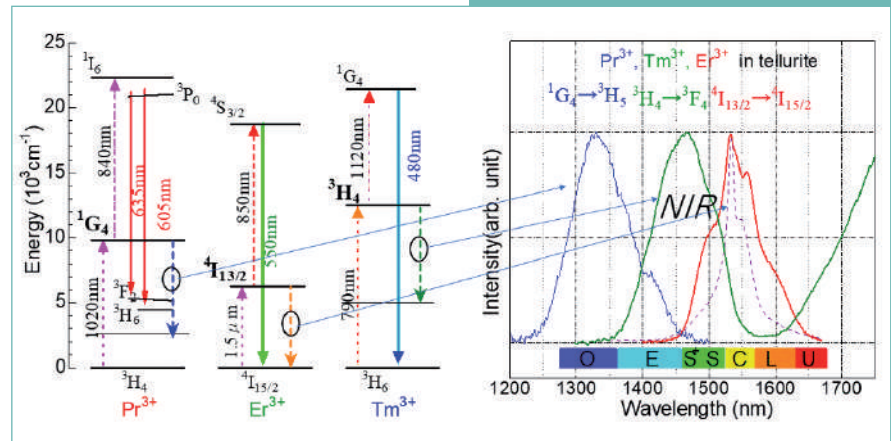 Energy (10³cm⁻¹)
25
20
15
10
5
0
¹I₆
³P₀
840nm
635nm
605nm
¹G₄
1020nm
³F₂
³H₆
³H₄
Pr³⁺
⁴S₃/₂
850nm
550nm
⁴I₁₃/₂
1.5μm
⁴I₁₅/₂
Er³⁺
¹G₄
1120nm
480nm
³H₄
790nm
³H₆
Tm³⁺
Pr³⁺, Tm³⁺, Er³⁺ in tellurite
¹G₄→³H₅ ³H₄→³F₄ ⁴I₁₃/₂→⁴I₁₅/₂
NIR
Intensity(arb. unit)
O E S⁺ S C L U
1200 1300 1400 1500 1600 1700
Wavelength (nm)